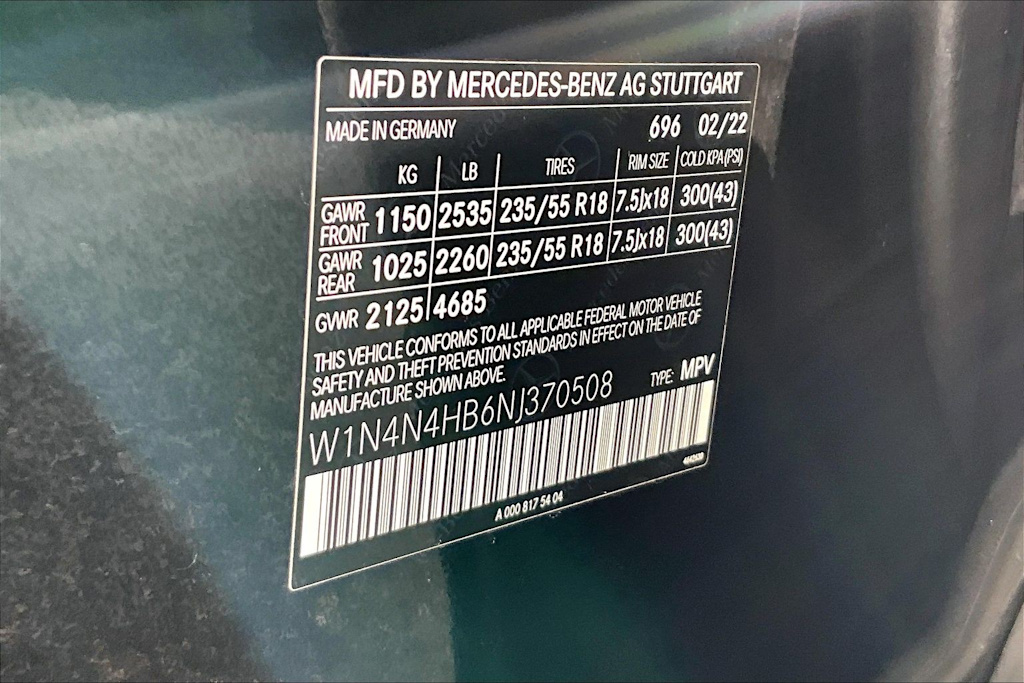 MFD BY MERCEDES-BENZ AG STUTTGART
MADE IN GERMANY 696 02/22
KG LB TIRES RIM SIZE COLD KPA(PSI)
GAWR FRONT 1150 2535 235/55 R18 7.5Jx18 300(43)
GAWR REAR 1025 2260 235/55 R18 7.5Jx18 300(43)
GVWR 2125 4685
THIS VEHICLE CONFORMS TO ALL APPLICABLE FEDERAL MOTOR VEHICLE
SAFETY AND THEFT PREVENTION STANDARDS IN EFFECT ON THE DATE OF
MANUFACTURE SHOWN ABOVE.
W1N4N4HB6NJ370508 TYPE: MPV
A 000 817 54 04